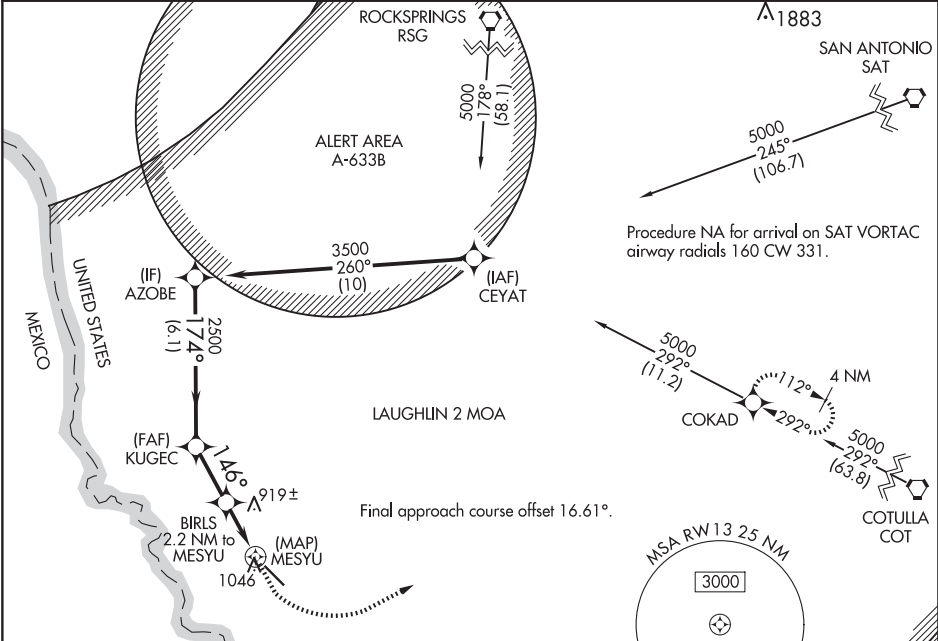 ROCKSPRINGS
RSG
1883
SAN ANTONIO
SAT
5000
178°
(58.1)
5000
245°
(106.7)
ALERT AREA
A-633B
Procedure NA for arrival on SAT VORTAC
airway radials 160 CW 331.
3500
260°
(10)
(IF)
AZOBE
(IAF)
CEYAT
UNITED STATES
MEXICO
2500
174°
(6.1)
5000
292°
(11.2)
112°
4 NM
COKAD
292°
LAUGHLIN 2 MOA
(FAF)
KUGEC
146°
5000
292°
(63.8)
919±
Final approach course offset 16.61°.
COTULLA
COT
BIRLS
2.2 NM to
MESYU
(MAP)
MESYU
1046
MSA RW13 25 NM
3000